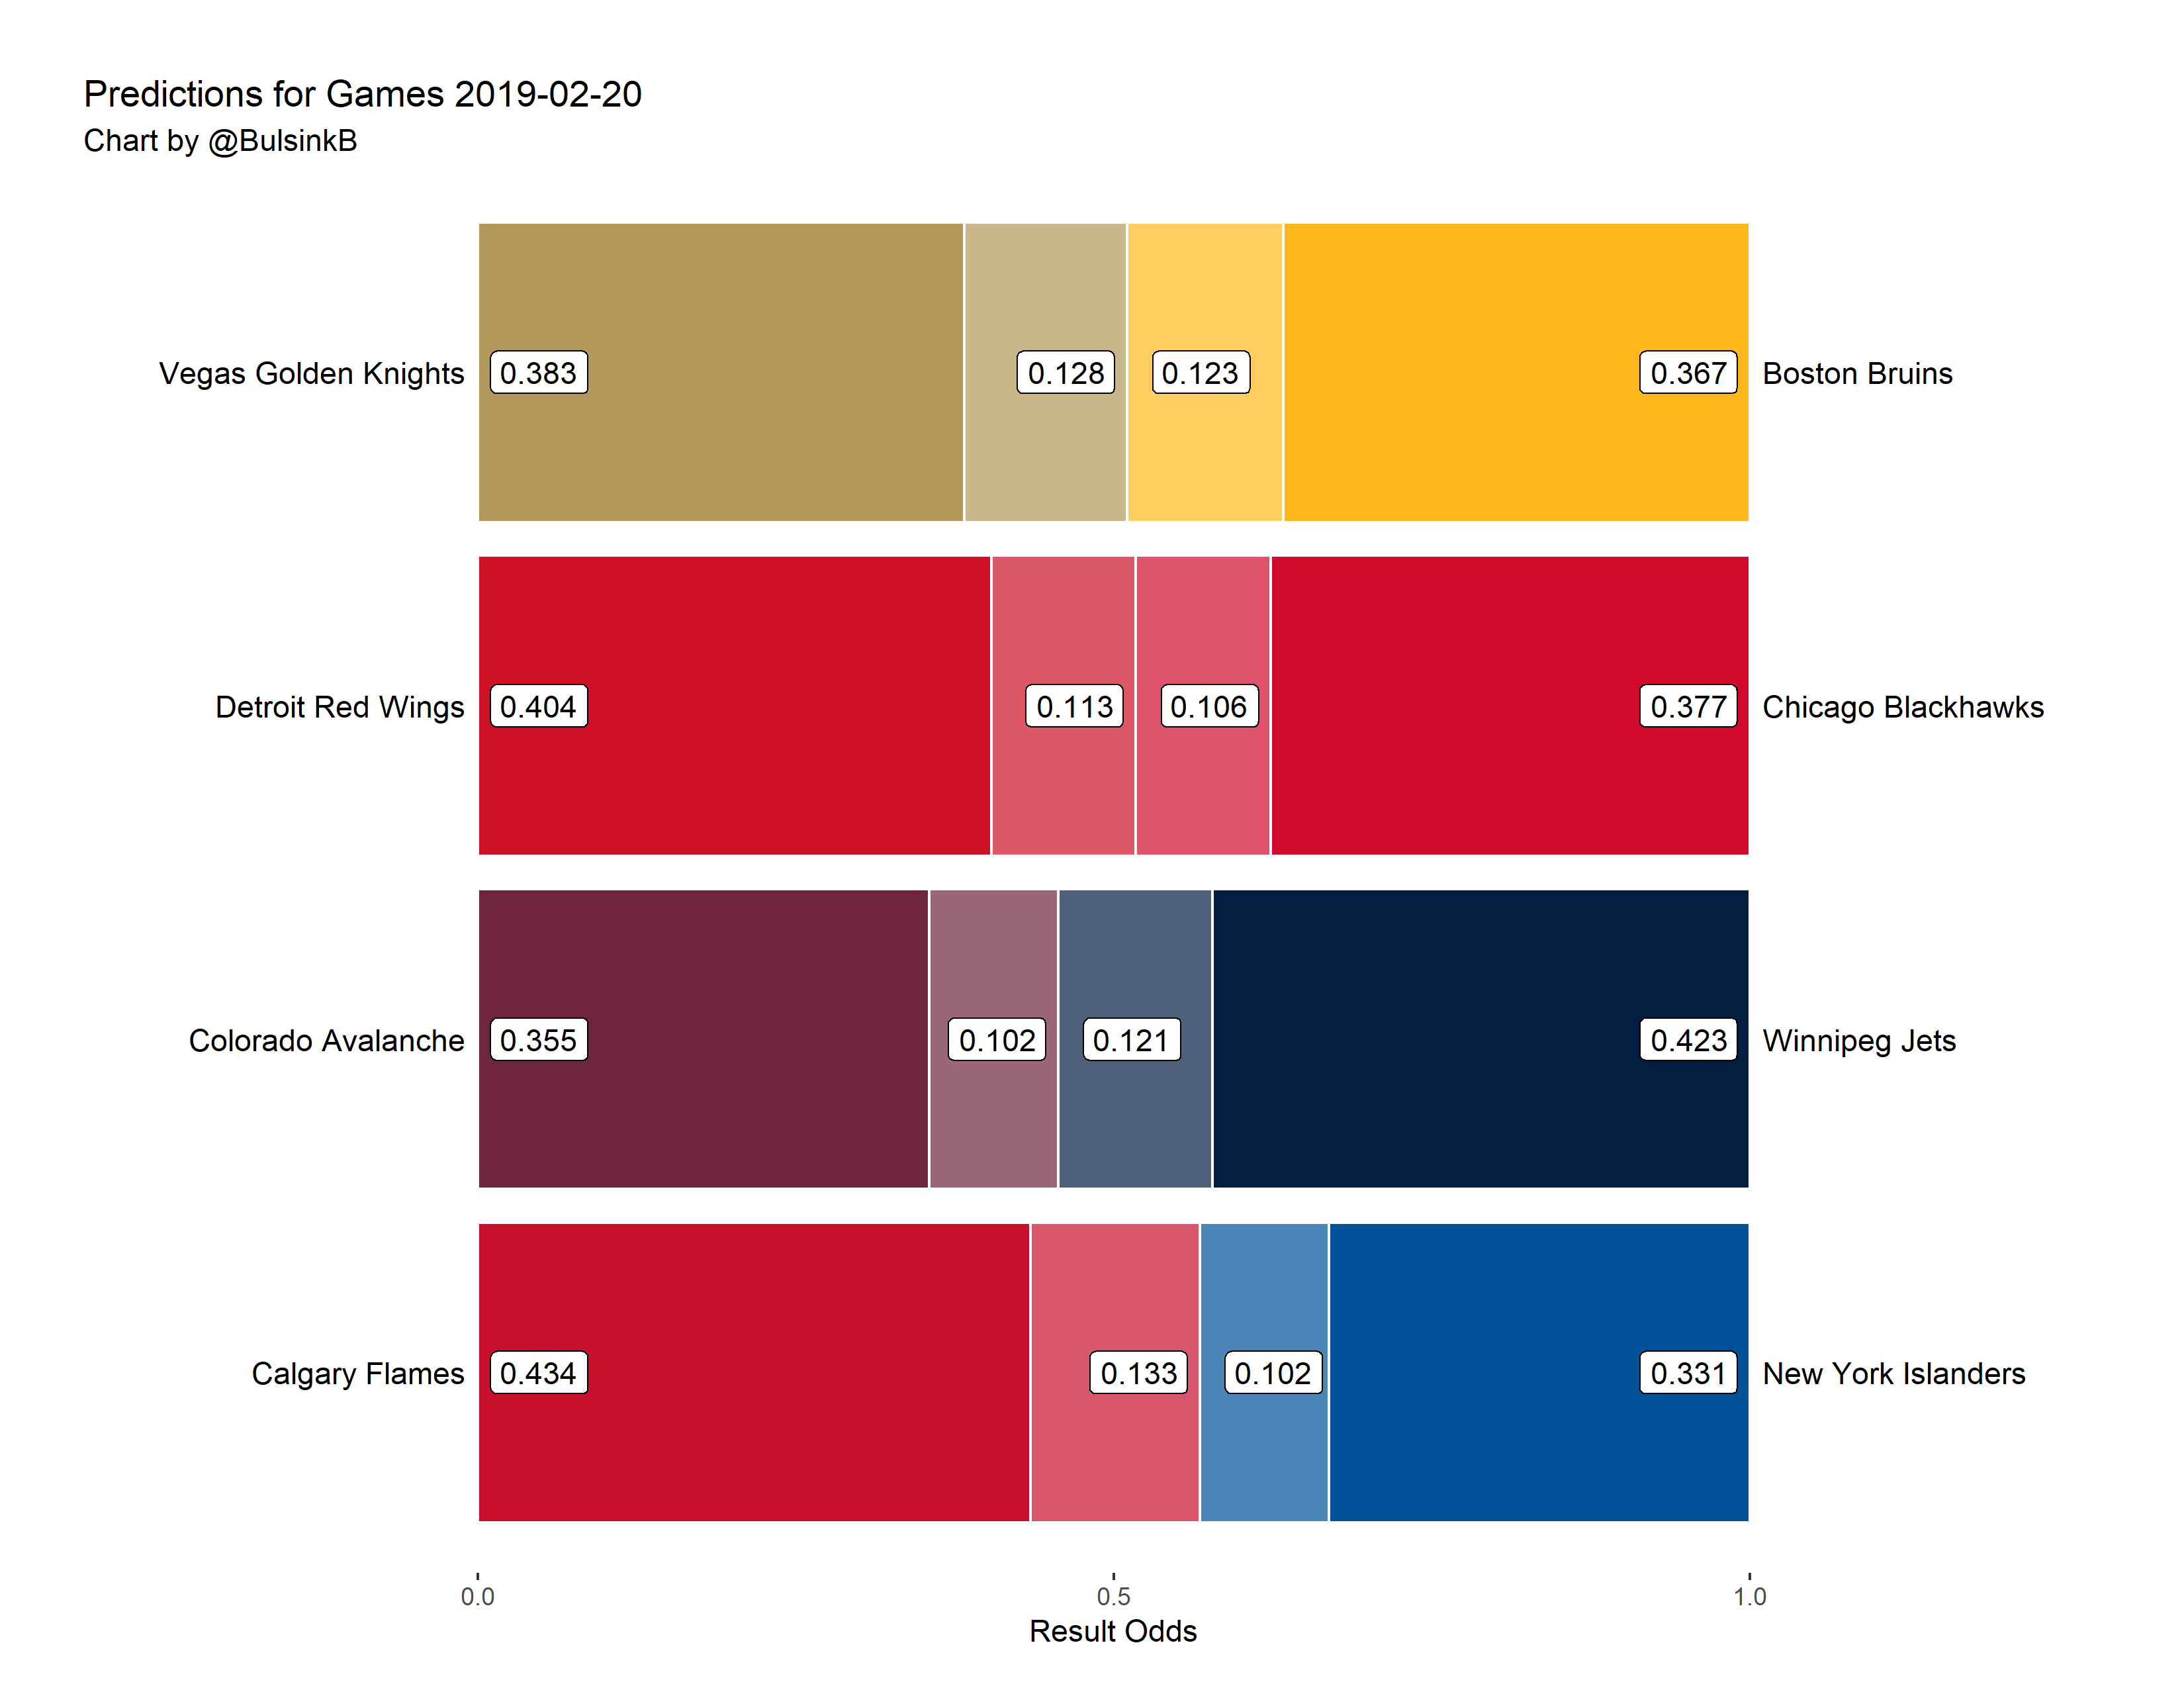 Predictions for Games 2019-02-20
Chart by @BulsinkB
Vegas Golden Knights 0.383 0.128 0.123 0.367 Boston Bruins
Detroit Red Wings 0.404 0.113 0.106 0.377 Chicago Blackhawks
Colorado Avalanche 0.355 0.102 0.121 0.423 Winnipeg Jets
Calgary Flames 0.434 0.133 0.102 0.331 New York Islanders
0.0 0.5 1.0
Result Odds